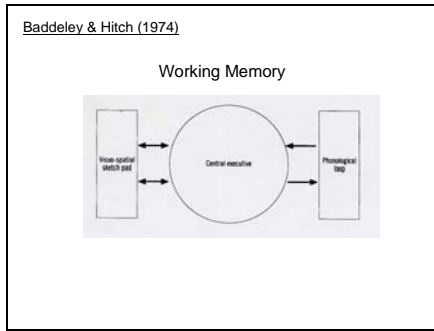 Baddeley & Hitch (1974)
Working Memory
Visuo-spatial
sketch pad
Central executive
Phonological
loop